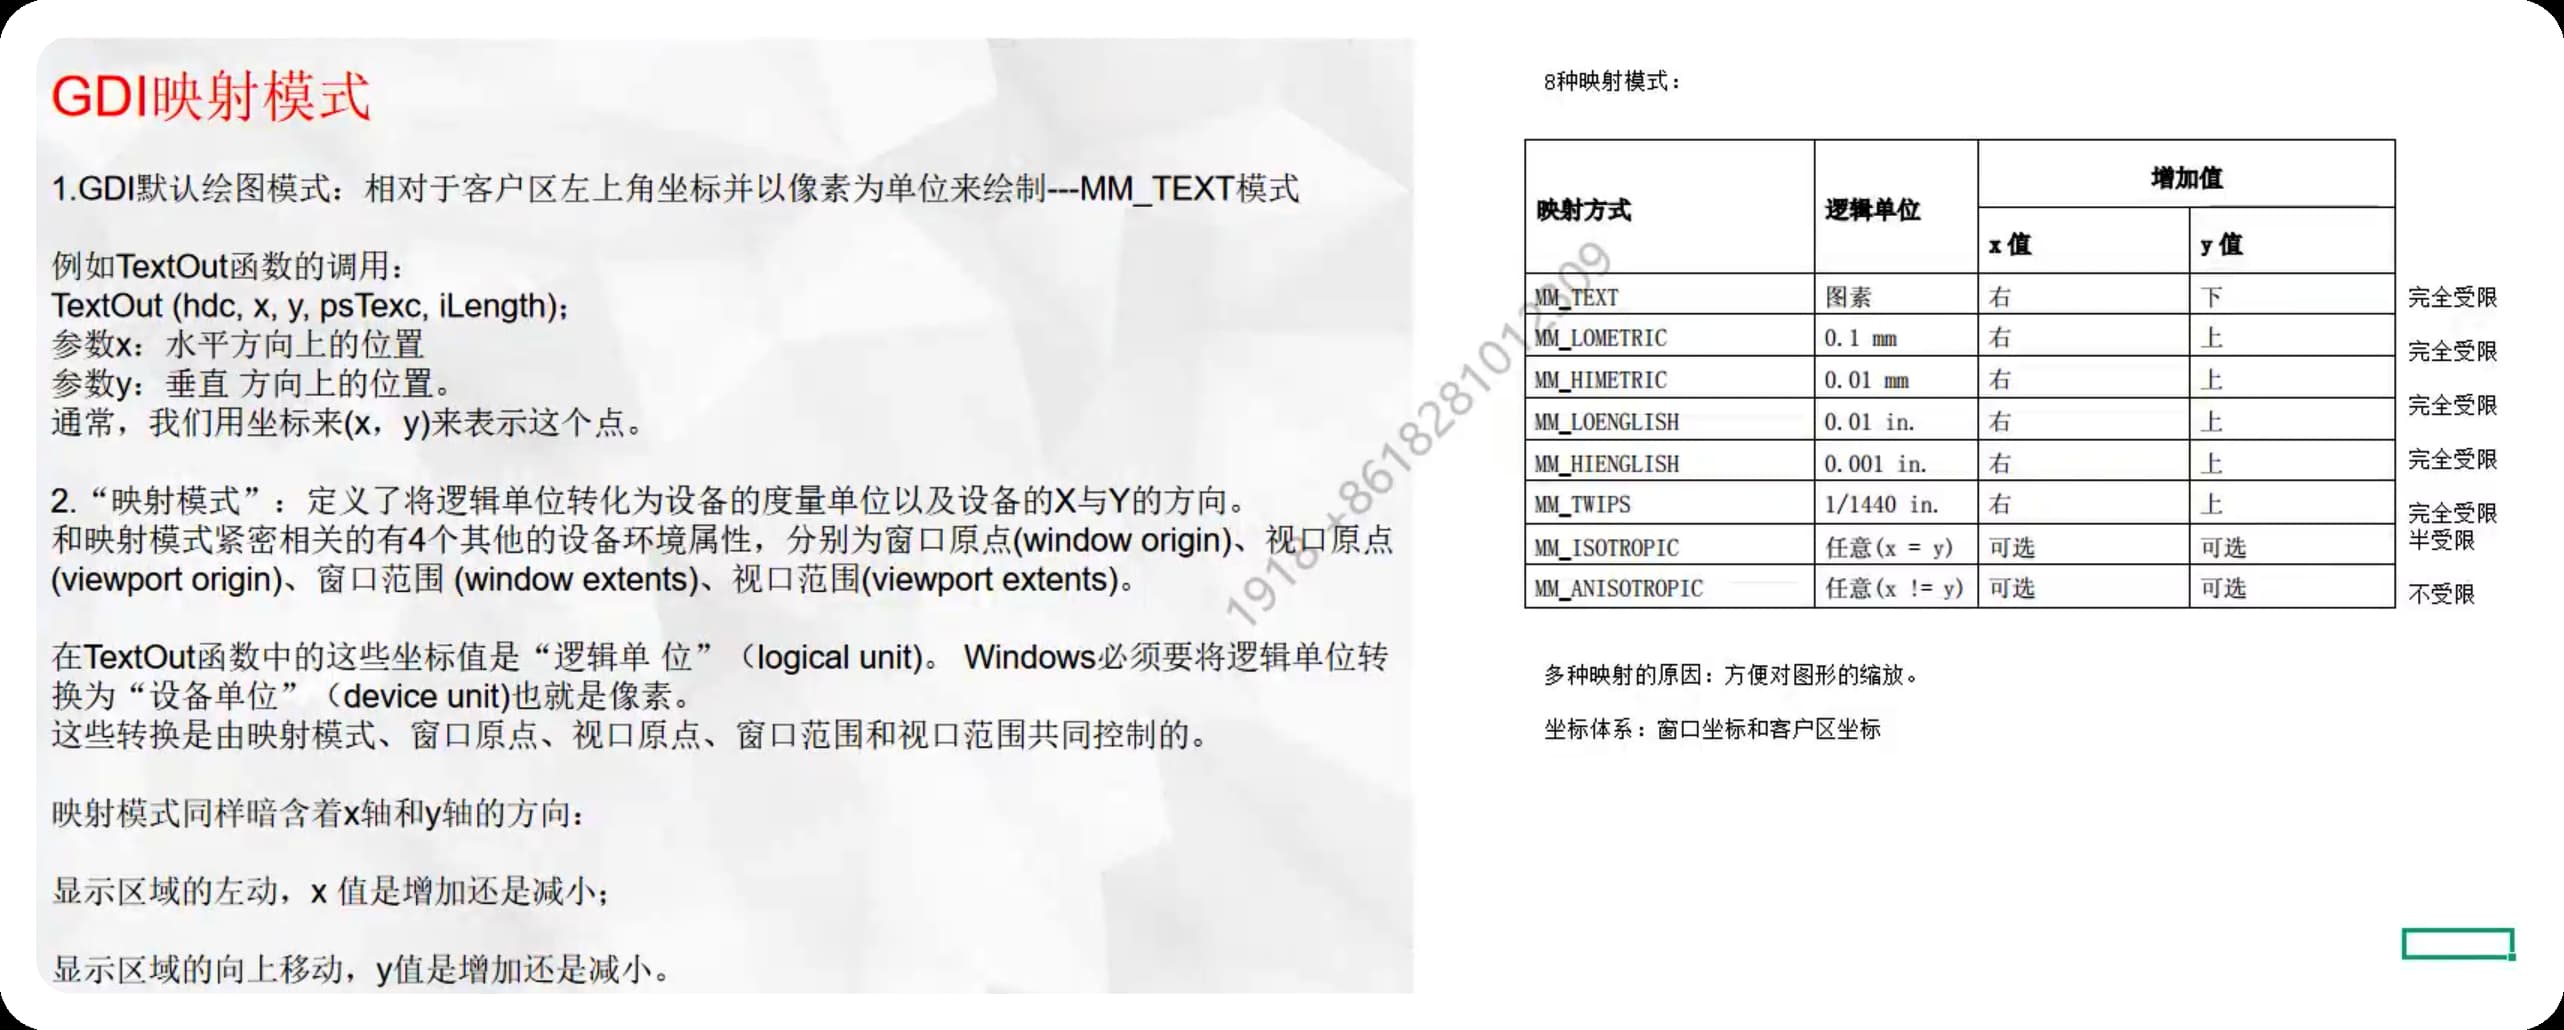 GDI映射模式
1.GDI默认绘图模式：相对于客户区左上角坐标并以像素为单位来绘制---MM_TEXT模式
例如TextOut函数的调用：
TextOut (hdc, x, y, psTexc, iLength);
参数x：水平方向上的位置
参数y：垂直 方向上的位置。
通常，我们用坐标来(x，y)来表示这个点。
2.“映射模式”：定义了将逻辑单位转化为设备的度量单位以及设备的X与Y的方向。
和映射模式紧密相关的有4个其他的设备环境属性，分别为窗口原点(window origin)、视口原点
(viewport origin)、窗口范围 (window extents)、视口范围(viewport extents)。
在TextOut函数中的这些坐标值是“逻辑单 位”（logical unit)。 Windows必须要将逻辑单位转
换为“设备单位”（device unit)也就是像素。
这些转换是由映射模式、窗口原点、视口原点、窗口范围和视口范围共同控制的。
映射模式同样暗含着x轴和y轴的方向：
显示区域的左动，x 值是增加还是减小；
显示区域的向上移动，y值是增加还是减小。
8种映射模式：
映射方式 逻辑单位 增加值
x 值 y 值
MM_TEXT 图素 右 下 完全受限
MM_LOMETRIC 0.1 mm 右 上 完全受限
MM_HIMETRIC 0.01 mm 右 上 完全受限
MM_LOENGLISH 0.01 in. 右 上 完全受限
MM_HIENGLISH 0.001 in. 右 上 完全受限
MM_TWIPS 1/1440 in. 右 上
MM_ISOTROPIC 任意(x = y) 可选 可选 半受限
MM_ANISOTROPIC 任意(x != y) 可选 可选 不受限
多种映射的原因：方便对图形的缩放。
坐标体系：窗口坐标和客户区坐标